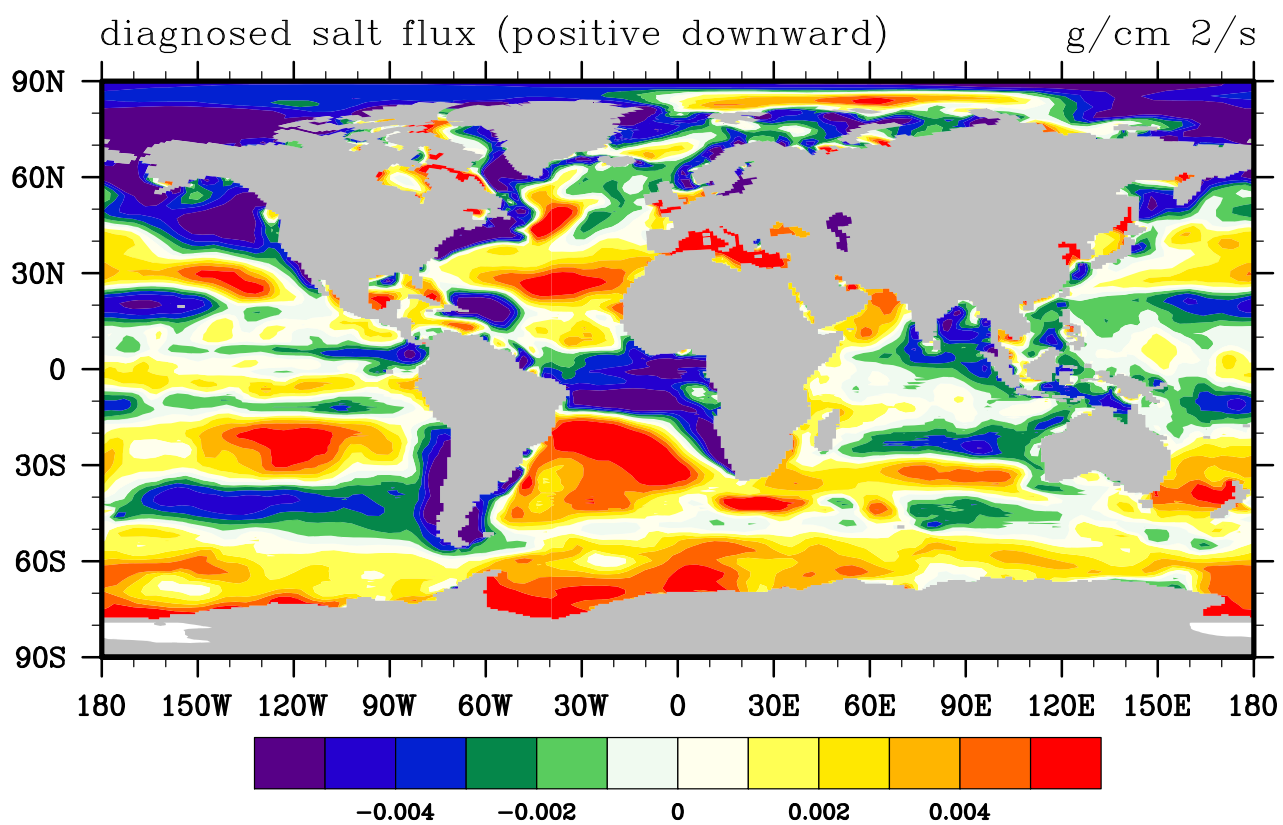 diagnosed salt flux (positive downward) g/cm 2/s
90N
60N
30N
0
30S
60S
90S
180 150W 120W 90W 60W 30W 0 30E 60E 90E 120E 150E 180
−0.004 −0.002 0 0.002 0.004